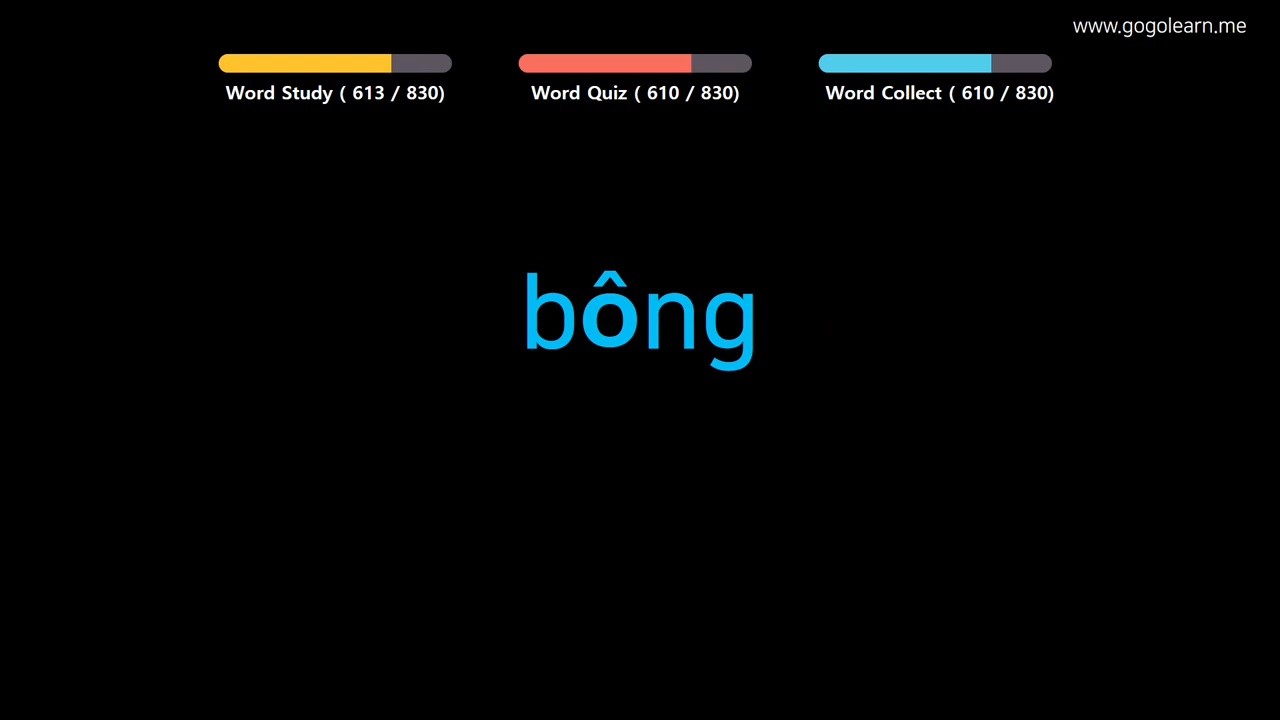 www.gogolearn.me
Word Study ( 613 / 830)
Word Quiz ( 610 / 830)
Word Collect ( 610 / 830)
bông